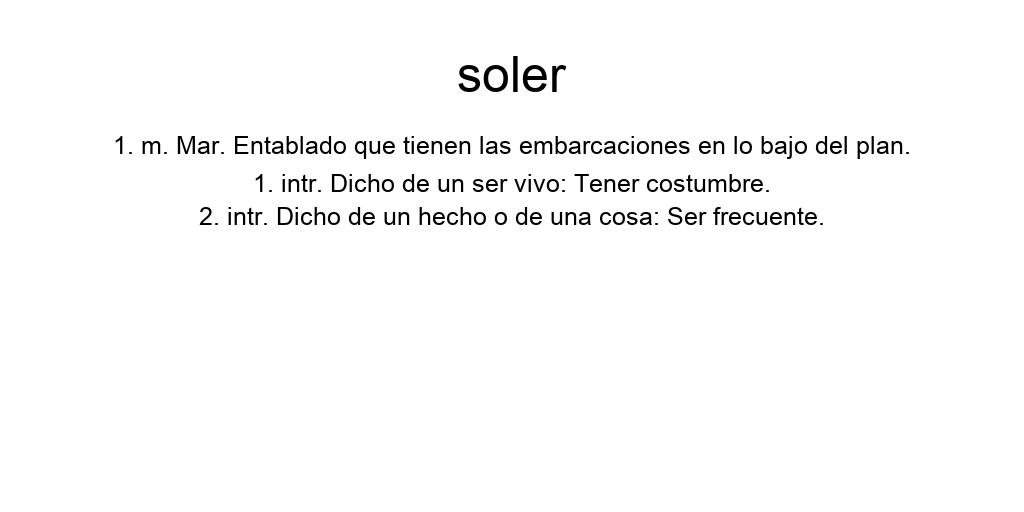 soler
1. m. Mar. Entablado que tienen las embarcaciones en lo bajo del plan.
1. intr. Dicho de un ser vivo: Tener costumbre.
2. intr. Dicho de un hecho o de una cosa: Ser frecuente.